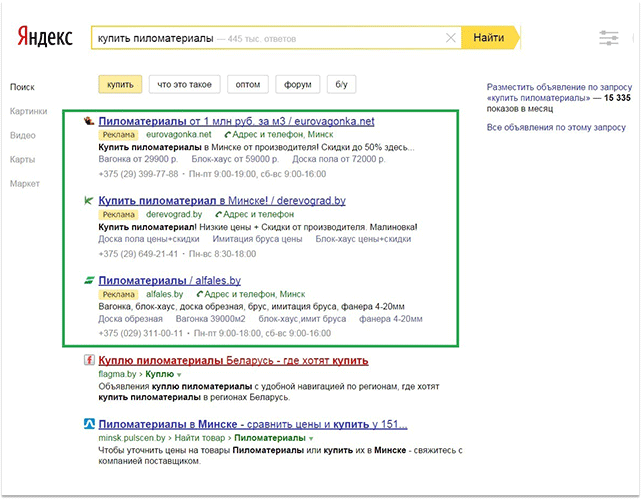 Яндекс
купить пиломатериалы — 445 тыс. ответов
Найти
Поиск
Картинки
Видео
Карты
Маркет
купить
что это такое
оптом
форум
б/у
Пиломатериалы от 1 млн руб. за м3 / eurovagonka.net
Реклама eurovagonka.net Адрес и телефон, Минск
Купить пиломатериалы в Минске от производителя! Скидки до 50% здесь...
Вагонка от 29900 р. Блок-хаус от 59000 р. Доска пола от 72000 р.
+375 (29) 399-77-88 · Пн-пт 9:00-19:00, сб-вс 9:00-16:00
Купить пиломатериал в Минске! / derevograd.by
Реклама derevograd.by Адрес и телефон
Купить пиломатериал! Низкие цены + Скидки от производителя. Малиновка!
Доска пола цены+скидки Имитация бруса цены Блок-хаус цены+скидки
+375 (29) 649-21-41 · Пн-вс 8:30-18:00
Пиломатериалы / alfales.by
Реклама alfales.by Адрес и телефон, Минск
Вагонка, блок-хаус, доска обрезная, брус, имитация бруса, фанера 4-20мм
Доска обрезная Вагонка 39000м2 блок-хаус,имит бруса фанера 4-20мм
+375 (029) 311-00-11 · Пн-пт 9:00-18:00, сб-вс 9:00-16:00
Куплю пиломатериалы Беларусь - где хотят купить
flagma.by › Куплю
Объявления куплю пиломатериалы с удобной навигацией по регионам, где хотят
купить пиломатериалы в регионах Беларусь.
Пиломатериалы в Минске - сравнить цены и купить у 151...
minsk.pulscen.by › Найти товар › Пиломатериалы
Чтобы уточнить цены на товары Пиломатериалы или купить их в Минске - свяжитесь с
компанией поставщиком.
Разместить объявление по запросу
«купить пиломатериалы» — 15 335
показов в месяц
Все объявления по этому запросу